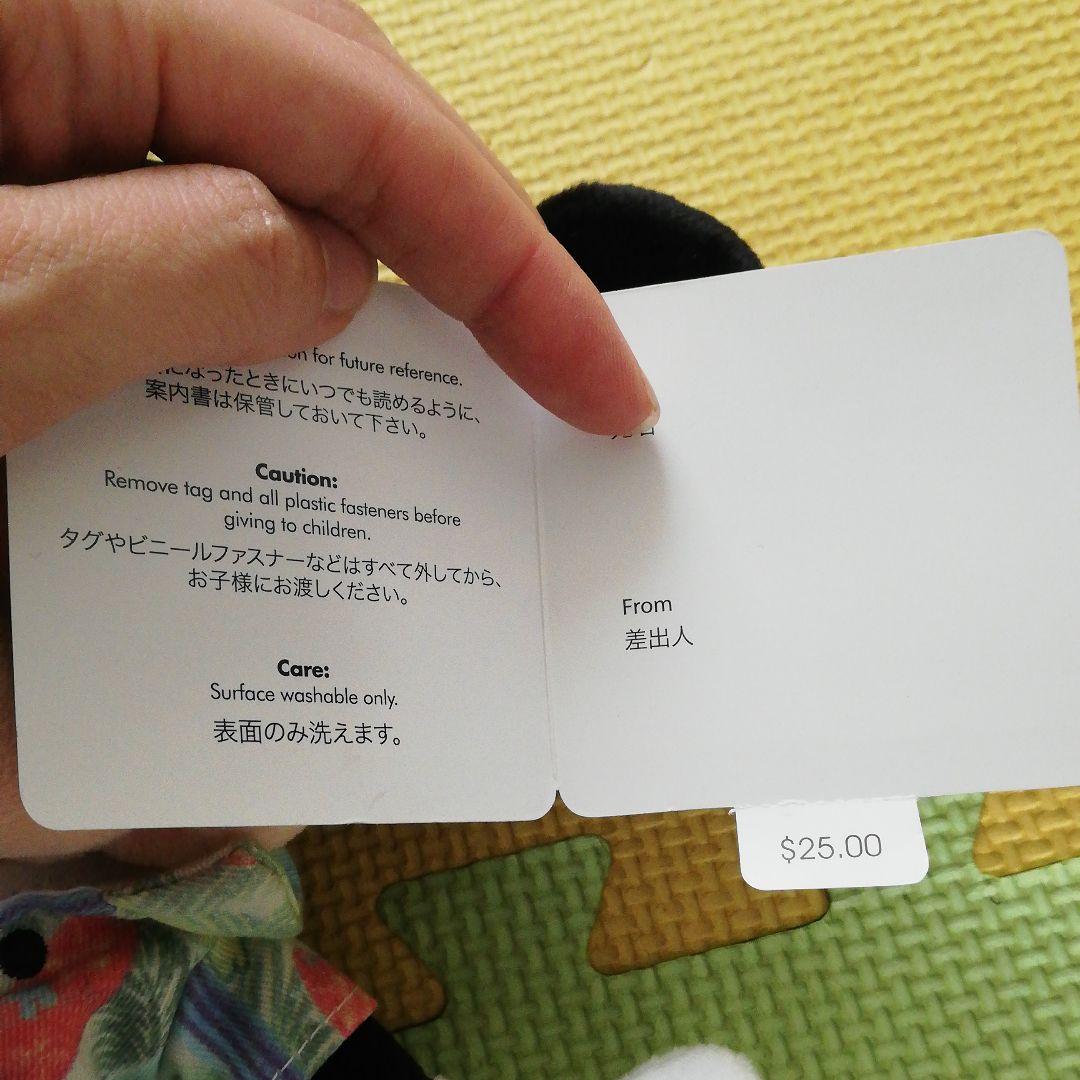 for future reference.
なったときにいつでも読めるように、
案内書は保管しておいて下さい。
Caution:
Remove tag and all plastic fasteners before
giving to children.
タグやビニールファスナーなどはすべて外してから、
お子様にお渡しください。
Care:
Surface washable only.
表面のみ洗えます。
From
差出人
$25.00